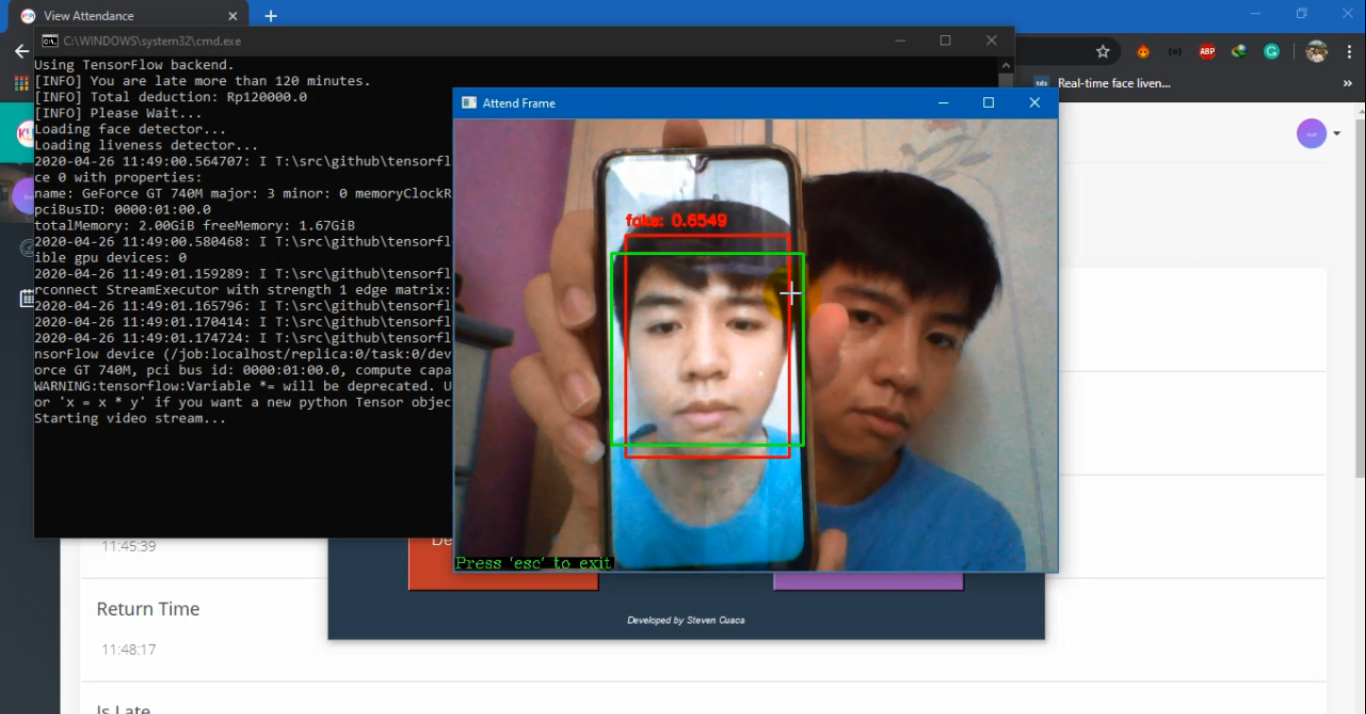 View Attendance
C:\WINDOWS\system32\cmd.exe
Using TensorFlow backend.
[INFO] You are late more than 120 minutes.
[INFO] Total deduction: Rp120000.0
[INFO] Please Wait...
Loading face detector...
Loading liveness detector...
2020-04-26 11:49:00.564707: I T:\src\github\tensorfl
ce 0 with properties:
name: GeForce GT 740M major: 3 minor: 0 memoryClockR
pciBusID: 0000:01:00.0
totalMemory: 2.00GiB freeMemory: 1.67GiB
2020-04-26 11:49:00.580468: I T:\src\github\tensorfl
ible gpu devices: 0
2020-04-26 11:49:01.159289: I T:\src\github\tensorfl
rconnect StreamExecutor with strength 1 edge matrix:
2020-04-26 11:49:01.165796: I T:\src\github\tensorfl
2020-04-26 11:49:01.170414: I T:\src\github\tensorfl
2020-04-26 11:49:01.174724: I T:\src\github\tensorfl
nsorFlow device (/job:localhost/replica:0/task:0/dev
orce GT 740M, pci bus id: 0000:01:00.0, compute capa
WARNING:tensorflow:Variable *= will be deprecated. U
or 'x = x * y' if you want a new python Tensor objec
Starting video stream...
ABP
Real-time face liven...
Attend Frame
fake: 0.6549
Press 'esc' to exit
De
Developed by Steven Cuaca
11:45:39
Return Time
11:48:17
Is Late